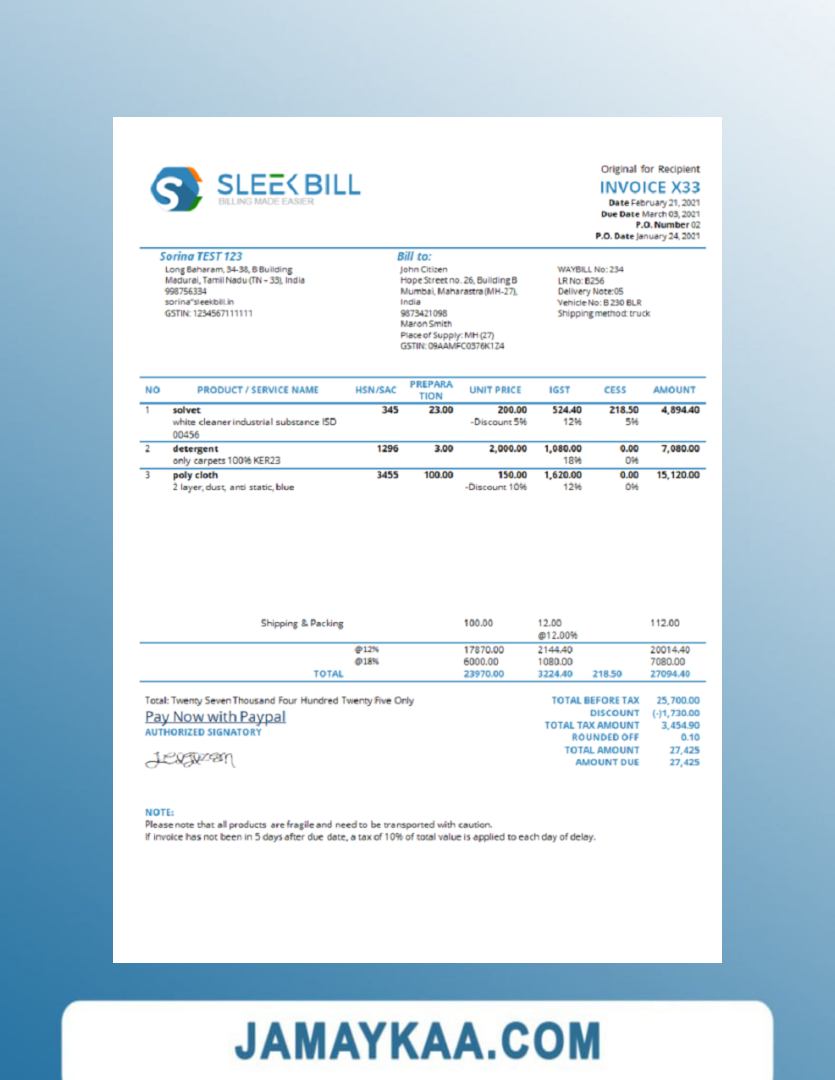 SLEEK BILL
BILLING MADE EASIER
Original for Recipient
INVOICE X33
Date February 21, 2021
Due Date March 03, 2021
P.O. Number 02
P.O. Date January 24, 2021
Sorina TEST 123
Long Baharam, 34-38, B Building
Madurai, Tamil Nadu (TN – 33), India
998756334
sorina"sleekbill.in
GSTIN: 1234567111111
Bill to:
John Citizen
Hope Street no. 26, Building B
Mumbai, Maharastra (MH-27),
India
9873421098
Maron Smith
Place of Supply: MH (27)
GSTIN: 09AAMFC0376K1Z4
WAYBILL No: 234
LR No: B256
Delivery Note:05
Vehicle No: B 230 BLR
Shipping method: truck
NO PRODUCT / SERVICE NAME HSN/SAC PREPARA TION UNIT PRICE IGST CESS AMOUNT
1 solvet 345 23.00 200.00 524.40 218.50 4,894.40
white cleaner industrial substance ISD -Discount 5% 12% 5%
00456
2 detergent 1296 3.00 2,000.00 1,080.00 0.00 7,080.00
only carpets 100% KER23 18% 0%
3 poly cloth 3455 100.00 150.00 1,620.00 0.00 15,120.00
2 layer, dust, anti static, blue -Discount 10% 12% 0%
Shipping & Packing 100.00 12.00 112.00
@12.00%
@12% 17870.00 2144.40 20014.40
@18% 6000.00 1080.00 7080.00
TOTAL 23970.00 3224.40 218.50 27094.40
Total: Twenty Seven Thousand Four Hundred Twenty Five Only
Pay Now with Paypal
AUTHORIZED SIGNATORY
TOTAL BEFORE TAX 25,700.00
DISCOUNT (-)1,730.00
TOTAL TAX AMOUNT 3,454.90
ROUNDED OFF 0.10
TOTAL AMOUNT 27,425
AMOUNT DUE 27,425
NOTE:
Please note that all products are fragile and need to be transported with caution.
If invoice has not been in 5 days after due date, a tax of 10% of total value is applied to each day of delay.
JAMAYKAA.COM